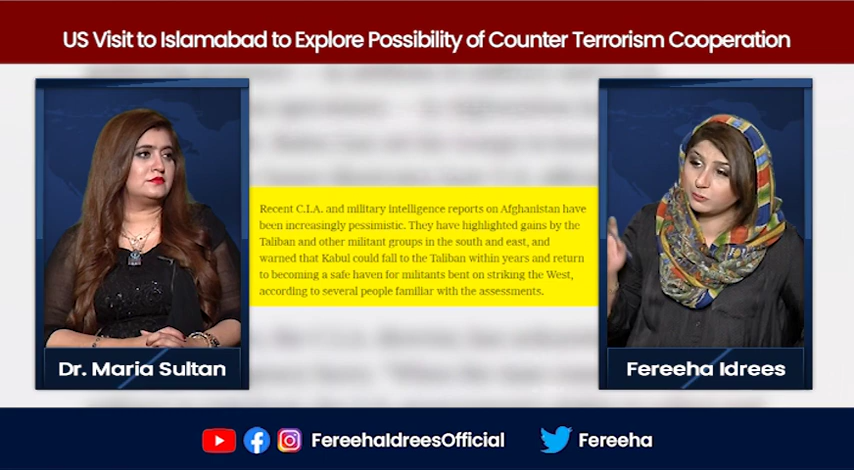 US Visit to Islamabad to Explore Possibility of Counter Terrorism Cooperation
Recent C.I.A. and military intelligence reports on Afghanistan have
been increasingly pessimistic. They have highlighted gains by the
Taliban and other militant groups in the south and east, and
warned that Kabul could fall to the Taliban within years and return
to becoming a safe haven for militants bent on striking the West,
according to several people familiar with the assessments.
Dr. Maria Sultan
Fereeha Idrees
FereehaIdreesOfficial
Fereeha